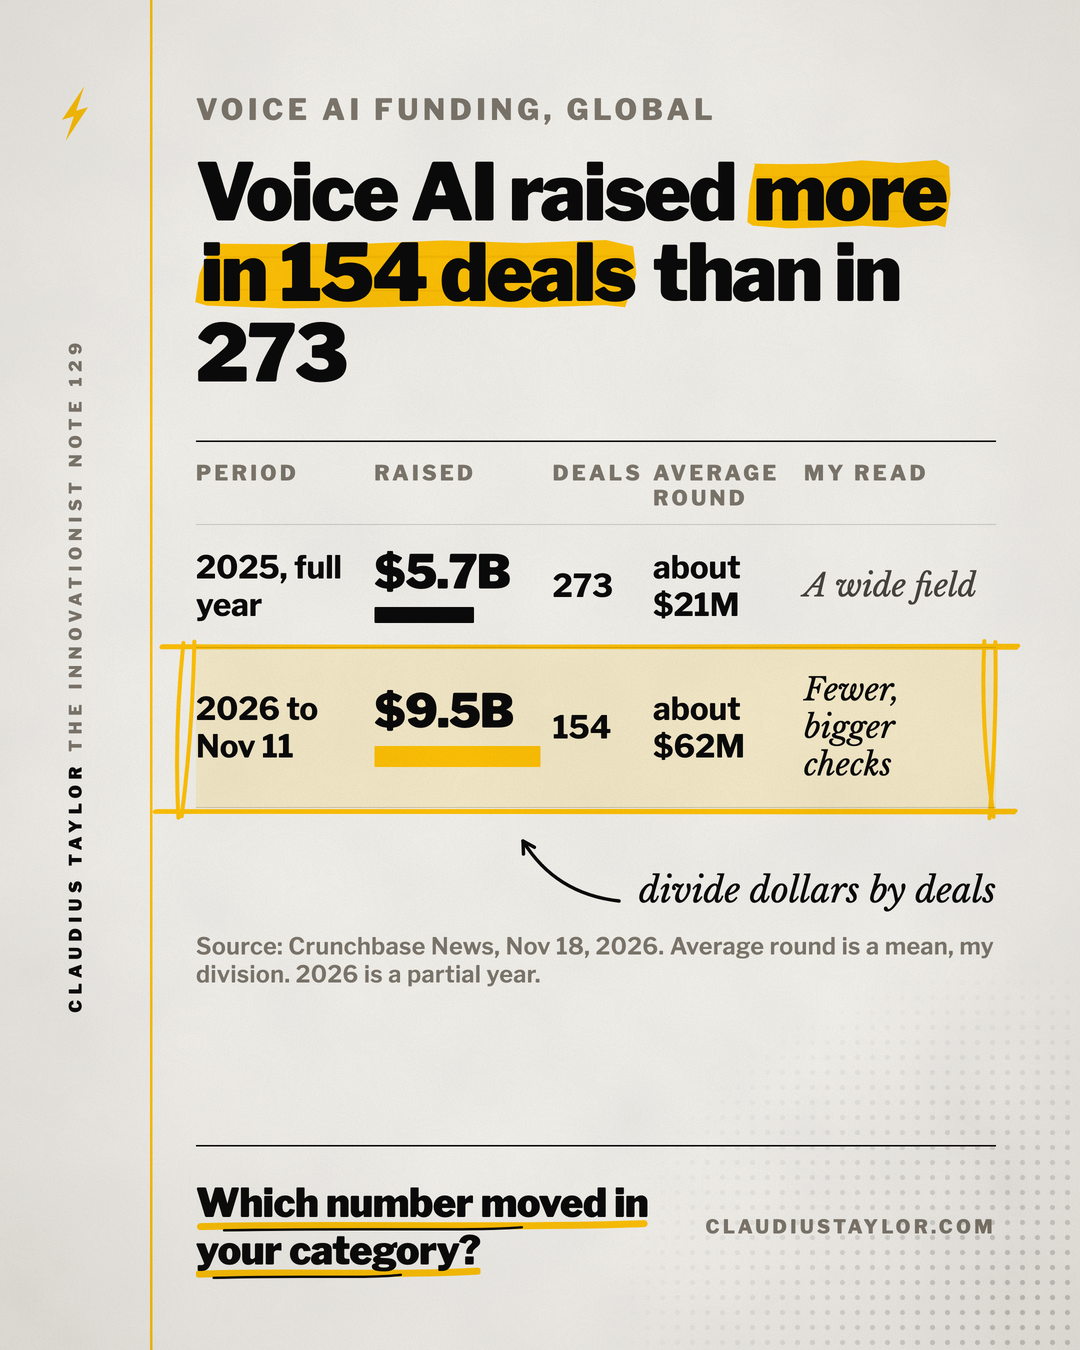 VOICE AI FUNDING, GLOBAL
Voice AI raised more
in 154 deals than in
273
PERIOD RAISED DEALS AVERAGE ROUND MY READ
2025, full year $5.7B 273 about $21M A wide field
2026 to Nov 11 $9.5B 154 about $62M Fewer, bigger checks
divide dollars by deals
Source: Crunchbase News, Nov 18, 2026. Average round is a mean, my
division. 2026 is a partial year.
Which number moved in
your category?
CLAUDIUSTAYLOR.COM
CLAUDIUS TAYLOR THE INNOVATIONIST NOTE 129